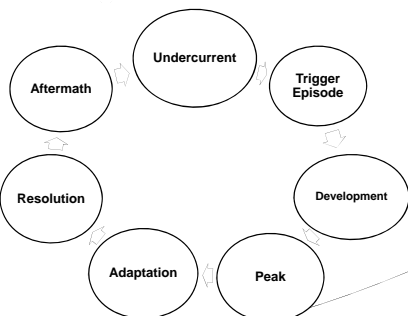 Undercurrent
Trigger
Episode
Development
Peak
Adaptation
Resolution
Aftermath